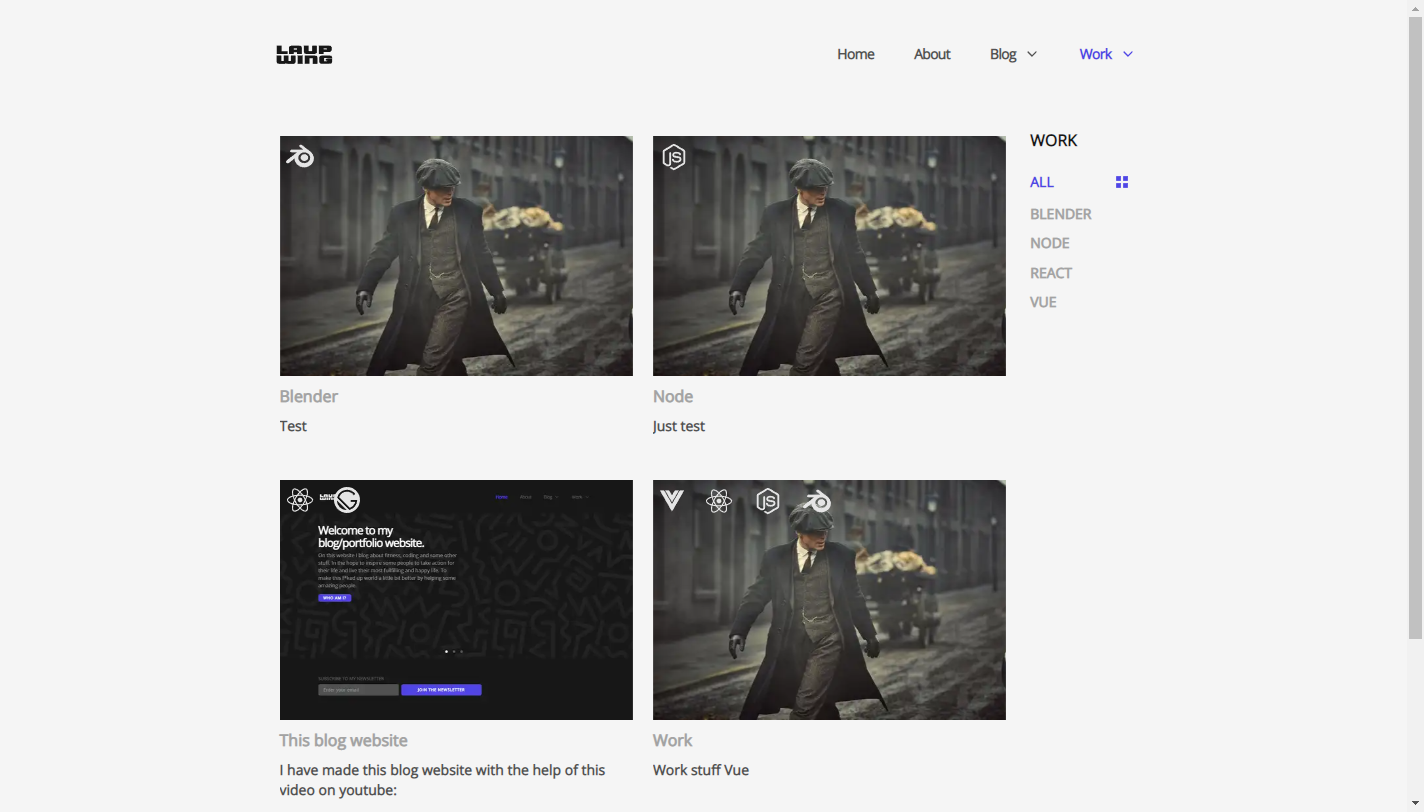 LAUP
WING
Home
About
Blog
Work
WORK
ALL
BLENDER
NODE
REACT
VUE
JS
Blender
Test
Node
Just test
Home About Blog Work
Welcome to my
blog/portfolio website.
On this website I blog about fitness, coding and some other
stuff. In the hope to inspire some people to take action for
their life and live their most fulfilling and happy life. To
make this f*cked up world a little bit better by helping some
amazing people.
WHO AM I?
SUBSCRIBE TO MY NEWSLETTER
Enter your email
JOIN THE NEWSLETTER
JS
This blog website
I have made this blog website with the help of this
video on youtube:
Work
Work stuff Vue